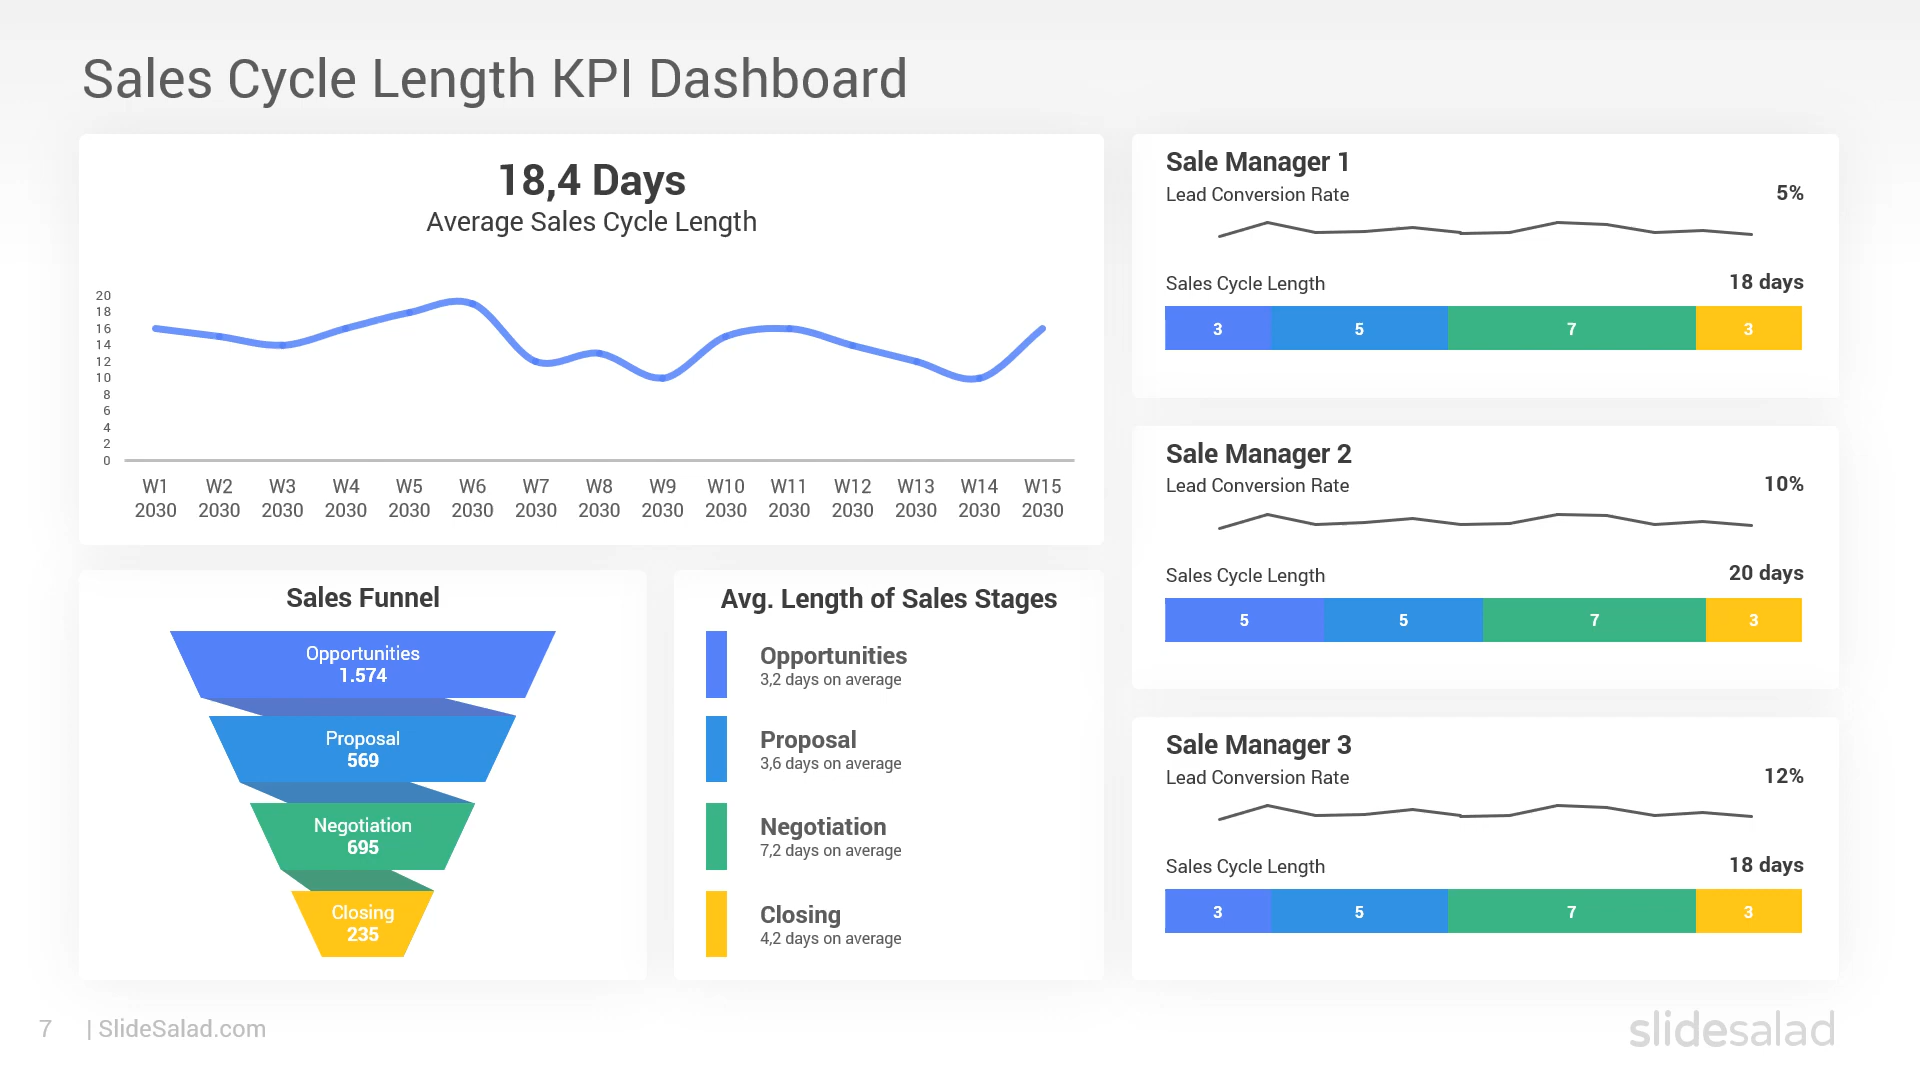 Sales Cycle Length KPI Dashboard
18,4 Days
Average Sales Cycle Length
20
18
16
14
12
10
8
6
4
2
0
W1 W2 W3 W4 W5 W6 W7 W8 W9 W10 W11 W12 W13 W14 W15
2030 2030 2030 2030 2030 2030 2030 2030 2030 2030 2030 2030 2030 2030 2030
Sales Funnel
Opportunities
1.574
Proposal
569
Negotiation
695
Closing
235
Avg. Length of Sales Stages
Opportunities
3,2 days on average
Proposal
3,6 days on average
Negotiation
7,2 days on average
Closing
4,2 days on average
Sale Manager 1
Lead Conversion Rate 5%
Sales Cycle Length 18 days
3 5 7 3
Sale Manager 2
Lead Conversion Rate 10%
Sales Cycle Length 20 days
5 5 7 3
Sale Manager 3
Lead Conversion Rate 12%
Sales Cycle Length 18 days
3 5 7 3
7 | SlideSalad.com
slidesalad